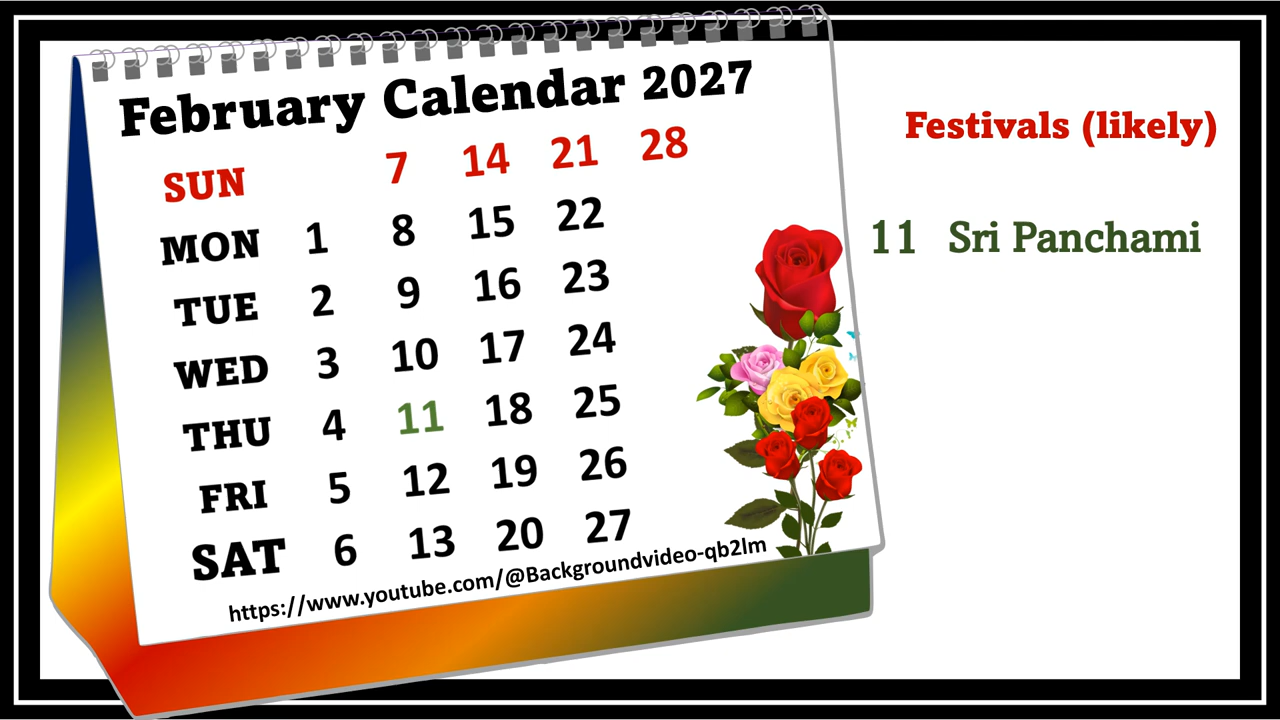 February Calendar 2027
SUN 7 14 21 28
MON 1 8 15 22
TUE 2 9 16 23
WED 3 10 17 24
THU 4 11 18 25
FRI 5 12 19 26
SAT 6 13 20 27
https://www.youtube.com/@Backgroundvideo-qb2lm
Festivals (likely)
11 Sri Panchami